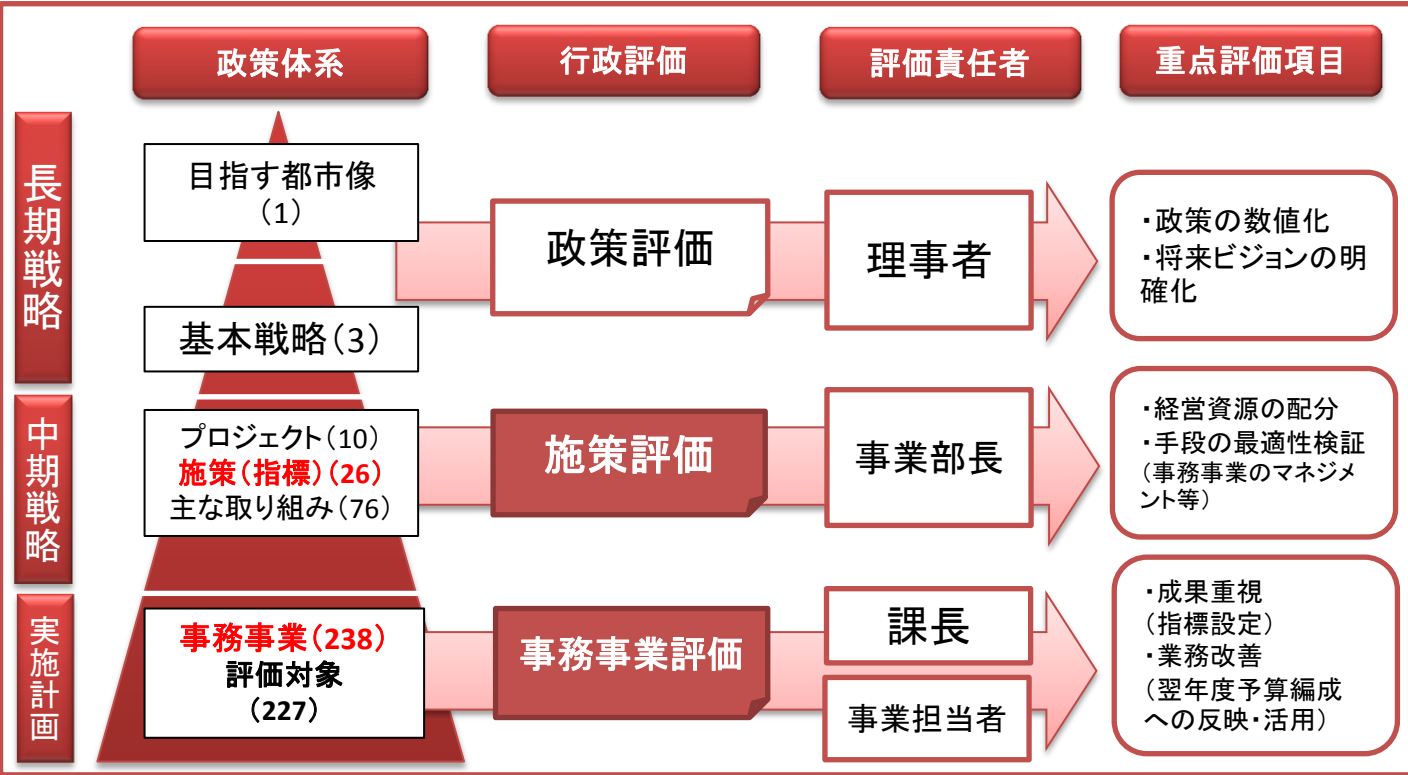 政策体系
行政評価
評価責任者
重点評価項目
長期戦略
目指す都市像
（1）
基本戦略（3）
政策評価
理事者
・政策の数値化
・将来ビジョンの明
確化
中期戦略
プロジェクト（10）
施策（指標）（26）
主な取り組み（76）
施策評価
事業部長
・経営資源の配分
・手段の最適性検証
（事務事業のマネジメ
ント等）
実施計画
事務事業（238）
評価対象
（227）
事務事業評価
課長
事業担当者
・成果重視
（指標設定）
・業務改善
（翌年度予算編成
への反映・活用）